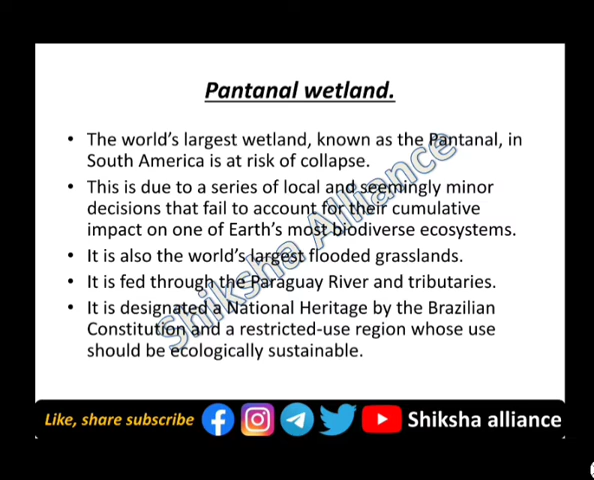 Pantanal wetland.
• The world's largest wetland, known as the Pantanal, in
South America is at risk of collapse.
• This is due to a series of local and seemingly minor
decisions that fail to account for their cumulative
impact on one of Earth's most biodiverse ecosystems.
• It is also the world's largest flooded grasslands.
• It is fed through the Paraguay River and tributaries.
• It is designated a National Heritage by the Brazilian
Constitution and a restricted-use region whose use
should be ecologically sustainable.
Shiksha Alliance
Like, share subscribe Shiksha alliance